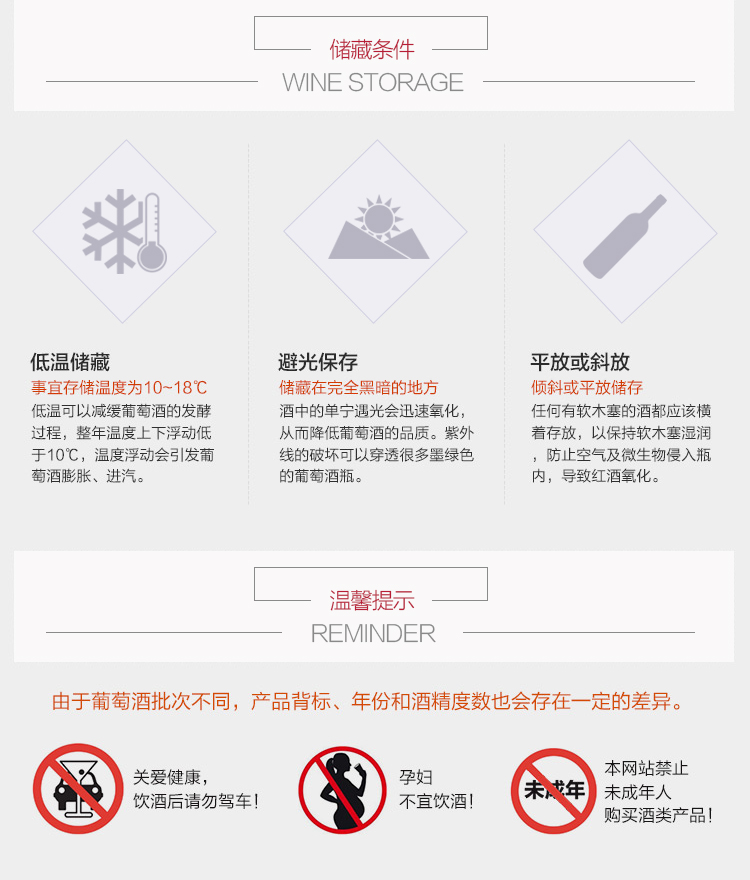 储藏条件
WINE STORAGE
低温储藏
事宜存储温度为10~18℃
低温可以减缓葡萄酒的发酵
过程，整年温度上下浮动低
于10℃，温度浮动会引发葡
萄酒膨胀、进汽。
避光保存
储藏在完全黑暗的地方
酒中的单宁遇光会迅速氧化，
从而降低葡萄酒的品质。紫外
线的破坏可以穿透很多墨绿色
的葡萄酒瓶。
平放或斜放
倾斜或平放储存
任何有软木塞的酒都应该横
着存放，以保持软木塞湿润
，防止空气及微生物侵入瓶
内，导致红酒氧化。
温馨提示
REMINDER
由于葡萄酒批次不同，产品背标、年份和酒精度数也会存在一定的差异。
关爱健康，
饮酒后请勿驾车！
孕妇
不宜饮酒！
未成年
本网站禁止
未成年人
购买酒类产品！